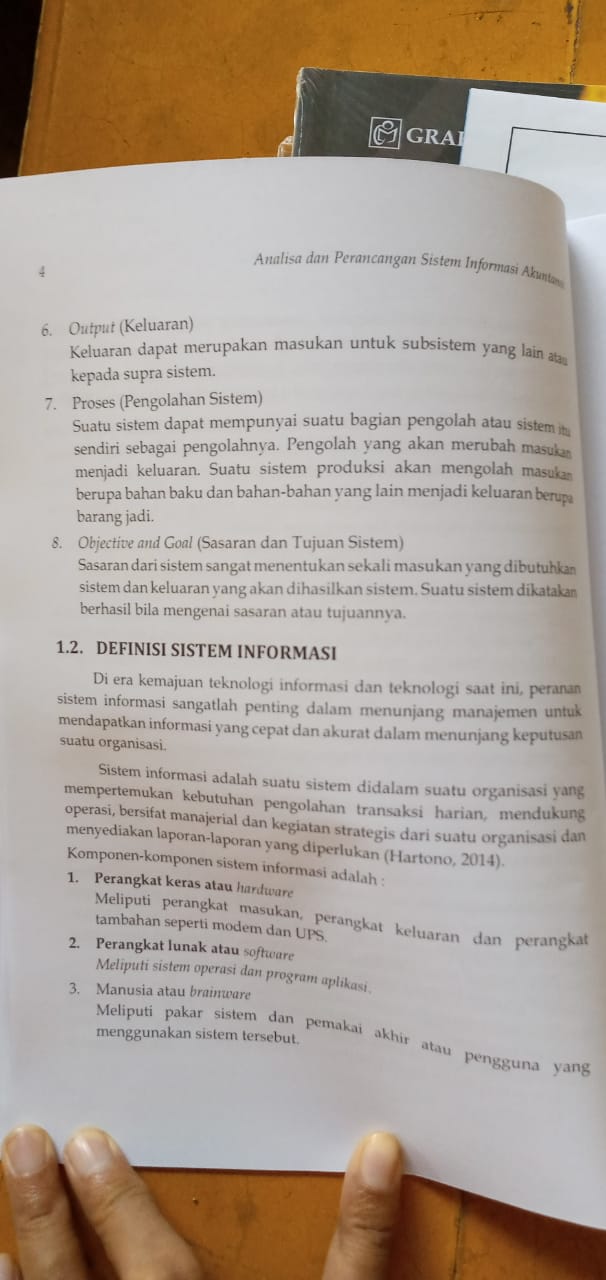 GRAI
4
Analisa dan Perancangan Sistem Informasi Akuntansi
6. Output (Keluaran)
Keluaran dapat merupakan masukan untuk subsistem yang lain atau
kepada supra sistem.
7. Proses (Pengolahan Sistem)
Suatu sistem dapat mempunyai suatu bagian pengolah atau sistem itu
sendiri sebagai pengolahnya. Pengolah yang akan merubah masukan
menjadi keluaran. Suatu sistem produksi akan mengolah masukan
berupa bahan baku dan bahan-bahan yang lain menjadi keluaran berupa
barang jadi.
8. Objective and Goal (Sasaran dan Tujuan Sistem)
Sasaran dari sistem sangat menentukan sekali masukan yang dibutuhkan
sistem dan keluaran yang akan dihasilkan sistem. Suatu sistem dikatakan
berhasil bila mengenai sasaran atau tujuannya.
1.2. DEFINISI SISTEM INFORMASI
Di era kemajuan teknologi informasi dan teknologi saat ini, peranan
sistem informasi sangatlah penting dalam menunjang manajemen untuk
mendapatkan informasi yang cepat dan akurat dalam menunjang keputusan
suatu organisasi.
Sistem informasi adalah suatu sistem didalam suatu organisasi yang
mempertemukan kebutuhan pengolahan transaksi harian, mendukung
operasi, bersifat manajerial dan kegiatan strategis dari suatu organisasi dan
menyediakan laporan-laporan yang diperlukan (Hartono, 2014).
Komponen-komponen sistem informasi adalah :
1. Perangkat keras atau hardware
Meliputi perangkat masukan, perangkat keluaran dan perangkat
tambahan seperti modem dan UPS.
2. Perangkat lunak atau software
Meliputi sistem operasi dan program aplikasi.
3. Manusia atau brainware
Meliputi pakar sistem dan pemakai akhir atau pengguna yang
menggunakan sistem tersebut.